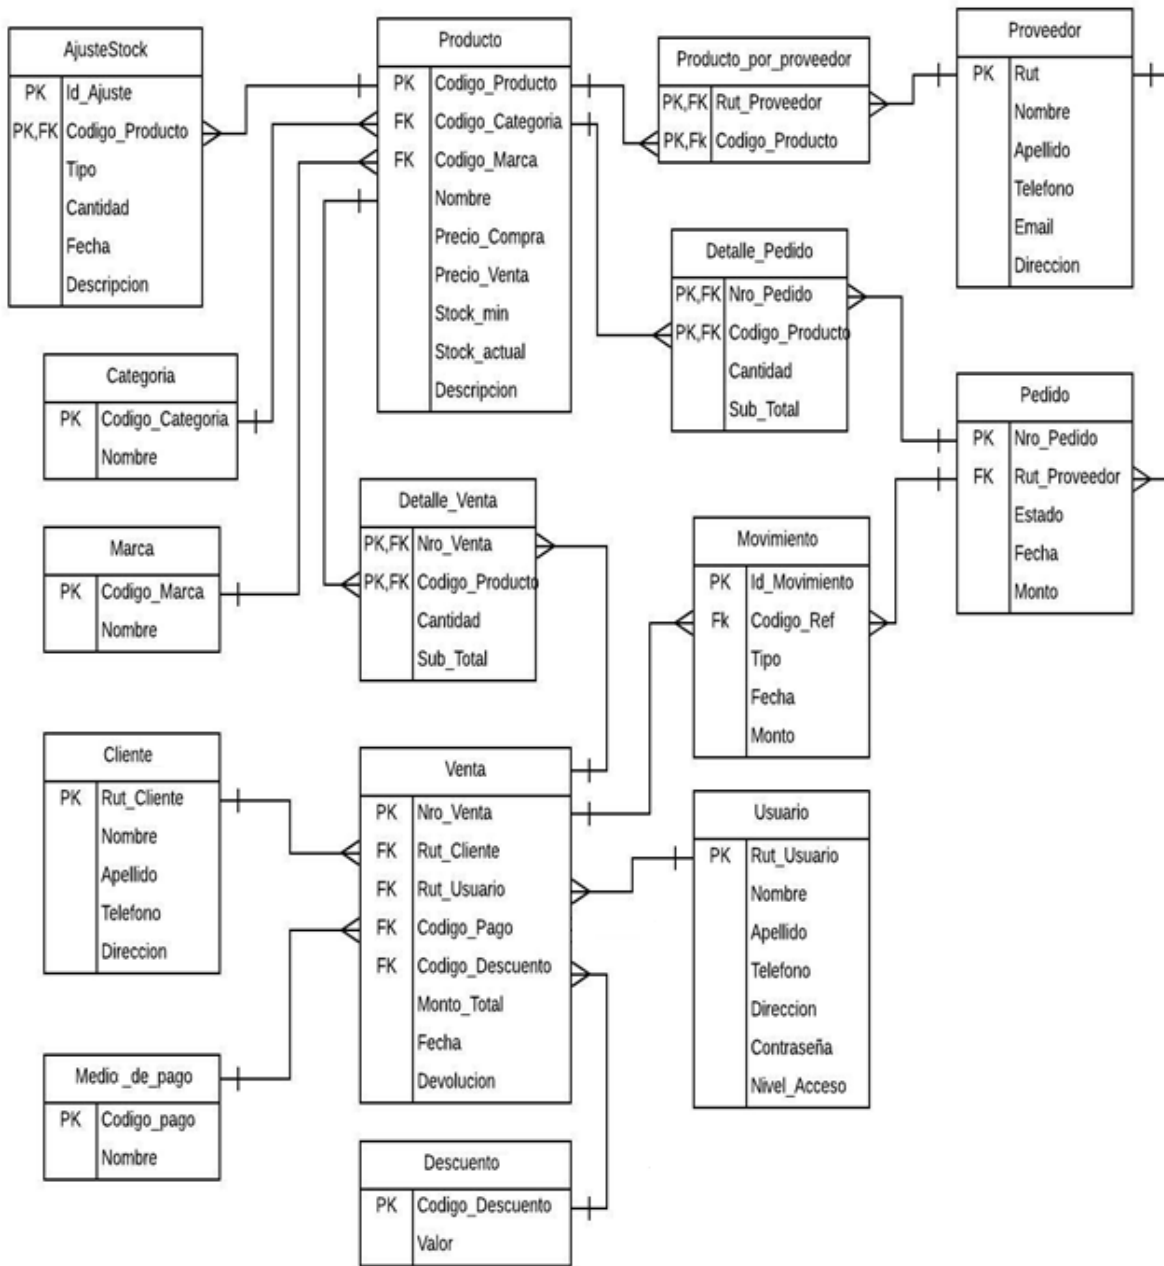 AjusteStock
PK Id_Ajuste
PK,FK Codigo_Producto
Tipo
Cantidad
Fecha
Descripcion
Producto
PK Codigo_Producto
FK Codigo_Categoria
FK Codigo_Marca
Nombre
Precio_Compra
Precio_Venta
Stock_min
Stock_actual
Descripcion
Producto_por_proveedor
PK,FK Rut_Proveedor
PK,Fk Codigo_Producto
Proveedor
PK Rut
Nombre
Apellido
Telefono
Email
Direccion
Detalle_Pedido
PK,FK Nro_Pedido
PK,FK Codigo_Producto
Cantidad
Sub_Total
Categoria
PK Codigo_Categoria
Nombre
Pedido
PK Nro_Pedido
FK Rut_Proveedor
Estado
Fecha
Monto
Detalle_Venta
PK,FK Nro_Venta
PK,FK Codigo_Producto
Cantidad
Sub_Total
Marca
PK Codigo_Marca
Nombre
Movimiento
PK Id_Movimiento
Fk Codigo_Ref
Tipo
Fecha
Monto
Cliente
PK Rut_Cliente
Nombre
Apellido
Telefono
Direccion
Venta
PK Nro_Venta
FK Rut_Cliente
FK Rut_Usuario
FK Codigo_Pago
FK Codigo_Descuento
Monto_Total
Fecha
Devolucion
Usuario
PK Rut_Usuario
Nombre
Apellido
Telefono
Direccion
Contraseña
Nivel_Acceso
Medio _de_pago
PK Codigo_pago
Nombre
Descuento
PK Codigo_Descuento
Valor